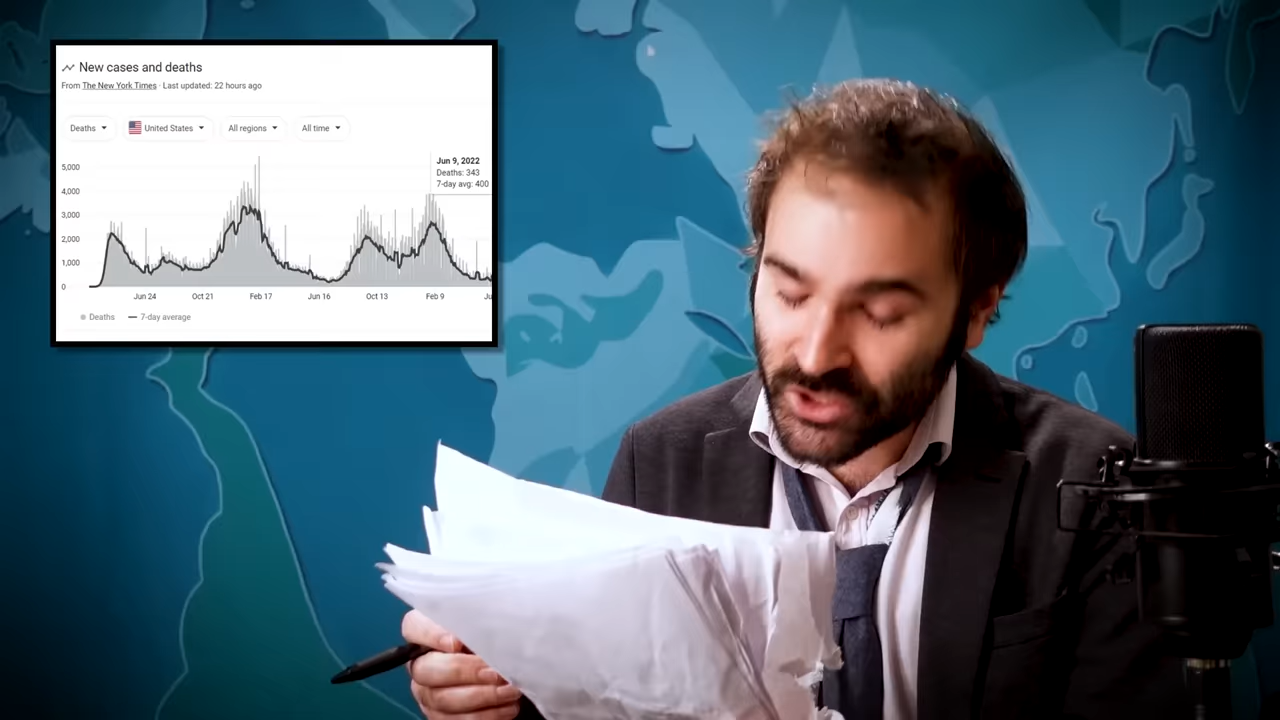 New cases and deaths
From The New York Times · Last updated: 22 hours ago
Deaths United States All regions All time
Jun 9, 2022
Deaths: 343
7-day avg: 400
5,000
4,000
3,000
2,000
1,000
0
Jun 24 Oct 21 Feb 17 Jun 16 Oct 13 Feb 9 Ju
Deaths 7-day average